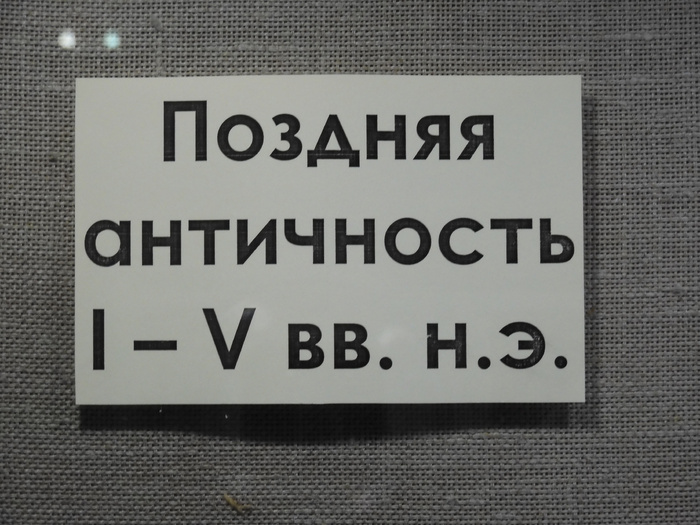 Поздняя
античность
I – V вв. н.э.